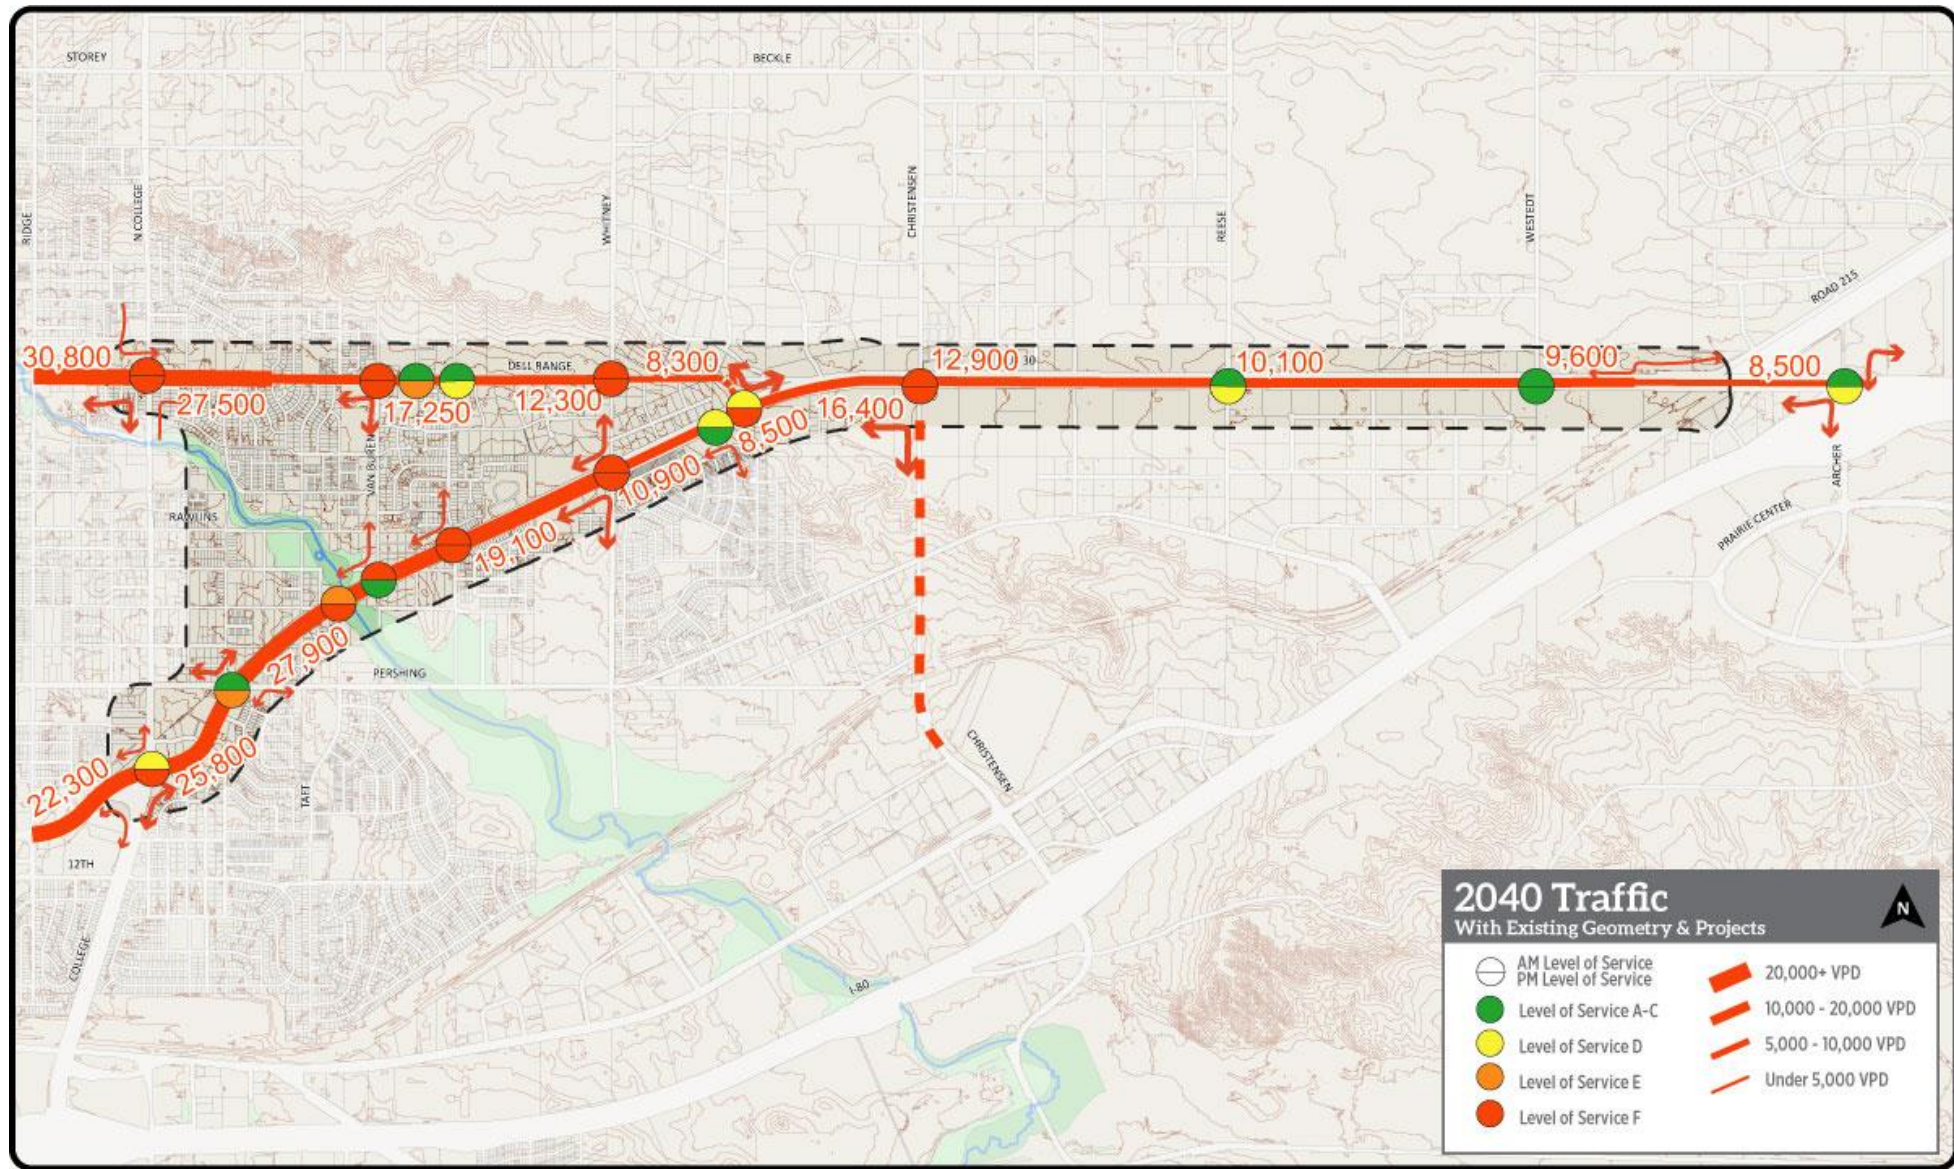 STOREY
BECKLE
RIDGE
N COLLEGE
WHITNEY
CHRISTENSEN
REESE
WESTEDT
ROAD 215
30,800
DELL RANGE
8,300
12,900
30
10,100
9,600
8,500
27,500
17,250
12,300
16,400
8,500
VAN BUREN
10,900
ARCHER
RAWLINS
19,100
PRAIRIE CENTER
27,900
PERSHING
22,300
25,800
TAFT
CHRISTENSEN
12TH
COLLEGE
I-80
2040 Traffic
With Existing Geometry & Projects
N
AM Level of Service
PM Level of Service
Level of Service A-C
Level of Service D
Level of Service E
Level of Service F
20,000+ VPD
10,000 - 20,000 VPD
5,000 - 10,000 VPD
Under 5,000 VPD